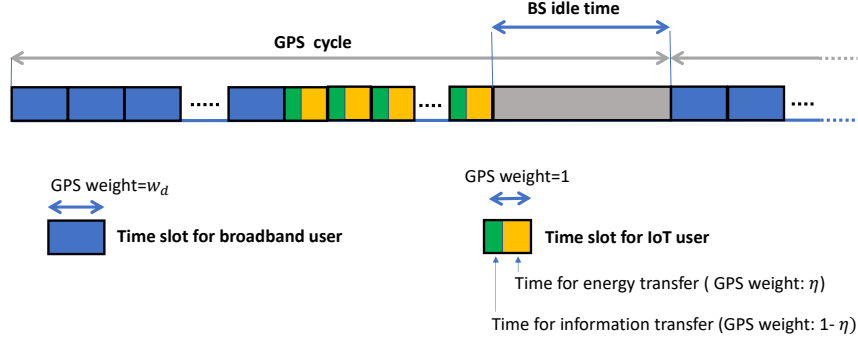 BS idle time
GPS cycle
GPS weight=w_d
GPS weight=1
Time slot for broadband user
Time slot for IoT user
Time for energy transfer ( GPS weight: η)
Time for information transfer (GPS weight: 1- η)